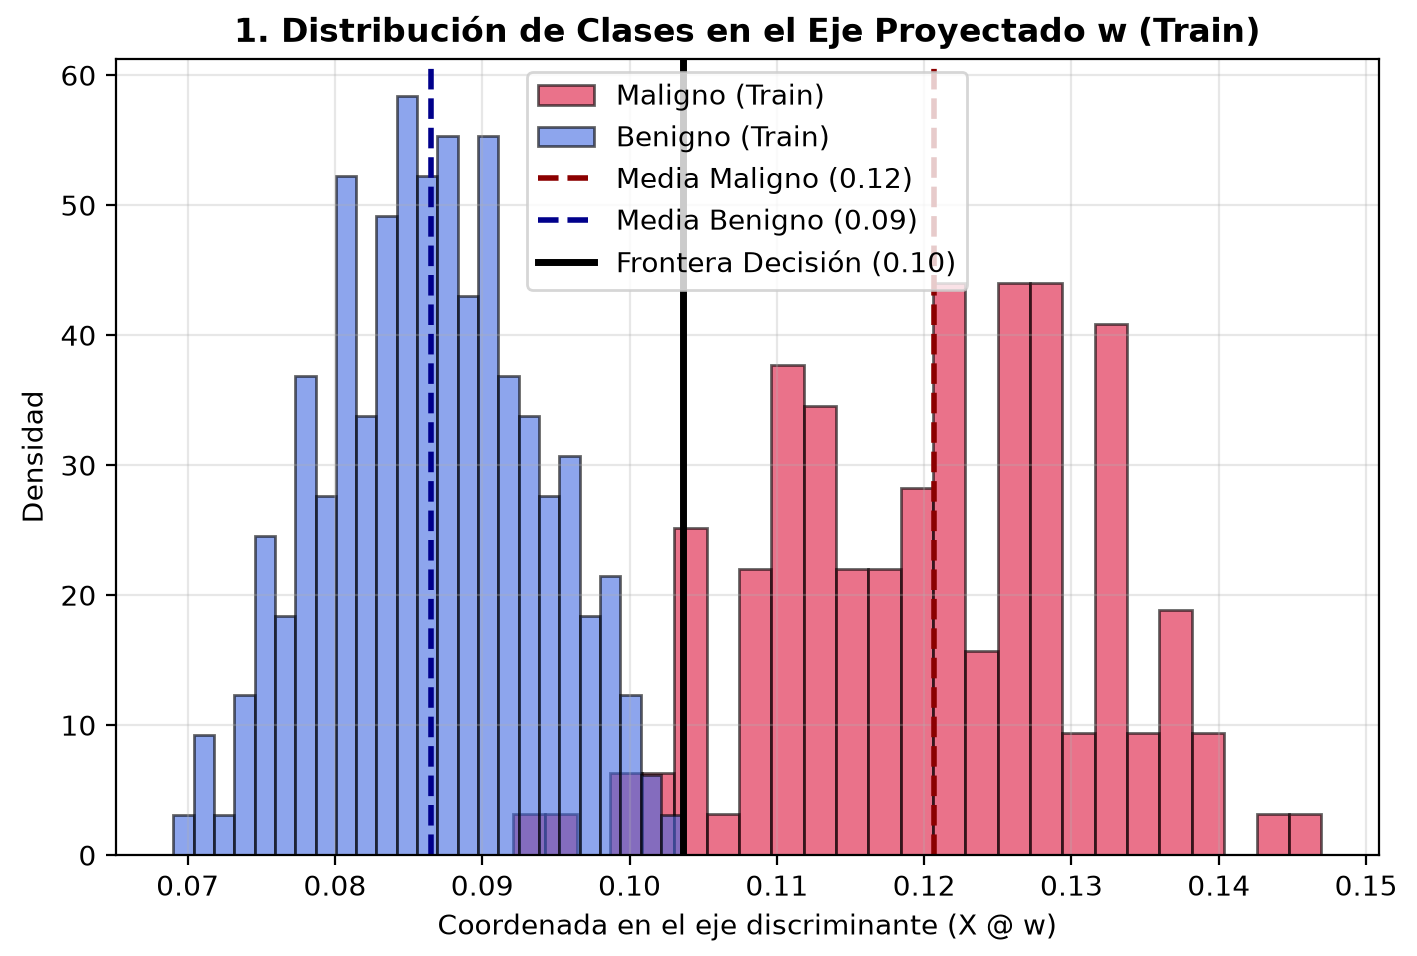 1. Distribución de Clases en el Eje Proyectado w (Train)
Maligno (Train)
Benigno (Train)
Media Maligno (0.12)
Media Benigno (0.09)
Frontera Decisión (0.10)
Densidad
60
50
40
30
20
10
0
0.07 0.08 0.09 0.10 0.11 0.12 0.13 0.14 0.15
Coordenada en el eje discriminante (X @ w)